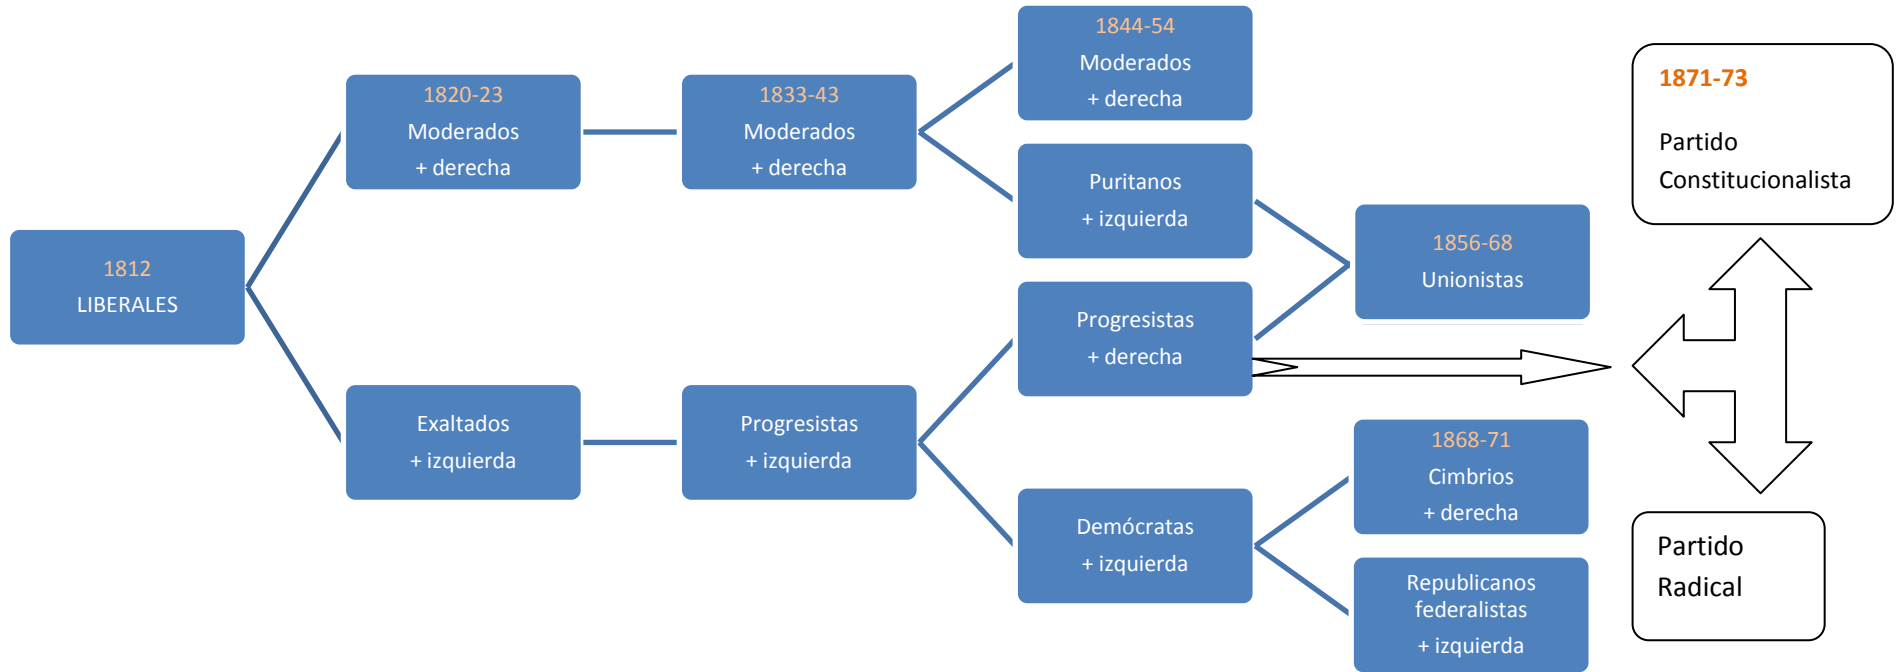 1812
LIBERALES
1820-23
Moderados
+ derecha
Exaltados
+ izquierda
1833-43
Moderados
+ derecha
Progresistas
+ izquierda
1844-54
Moderados
+ derecha
Puritanos
+ izquierda
Progresistas
+ derecha
Demócratas
+ izquierda
1856-68
Unionistas
1868-71
Cimbrios
+ derecha
Republicanos
federalistas
+ izquierda
1871-73
Partido
Constitucionalista
Partido
Radical